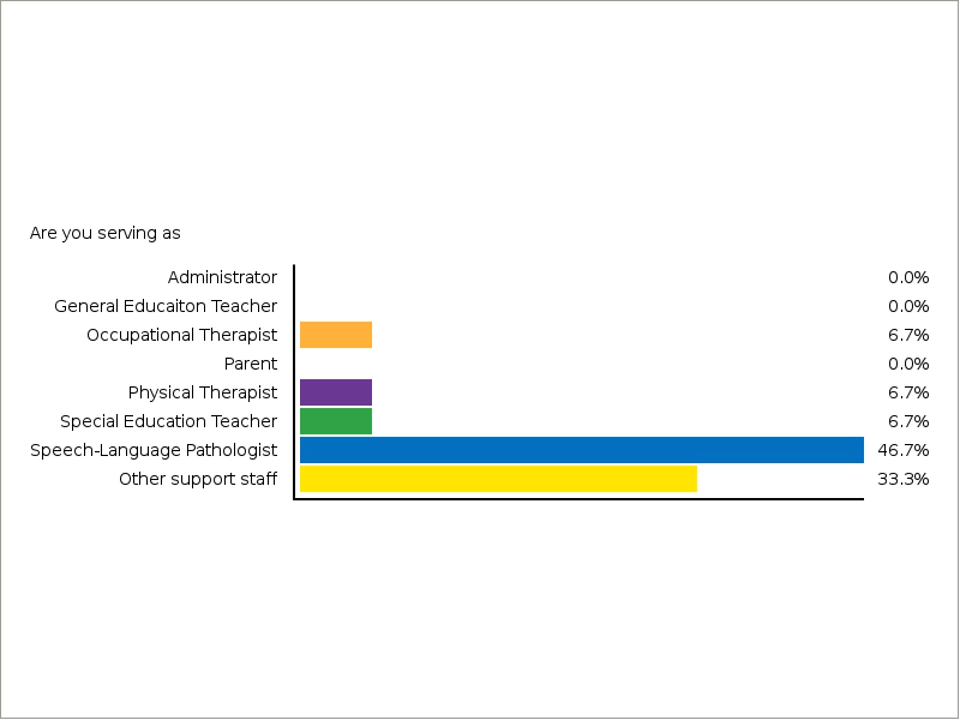 Are you serving as
Administrator 0.0%
General Educaiton Teacher 0.0%
Occupational Therapist 6.7%
Parent 0.0%
Physical Therapist 6.7%
Special Education Teacher 6.7%
Speech-Language Pathologist 46.7%
Other support staff 33.3%